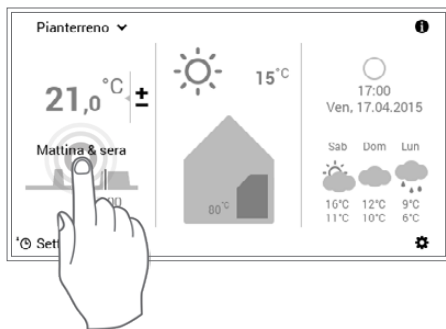 Pianterreno
21,0 °C ±
Mattina & sera
15°C
80°C
17:00
Ven, 17.04.2015
Sab Dom Lun
16°C 12°C 9°C
11°C 10°C 6°C